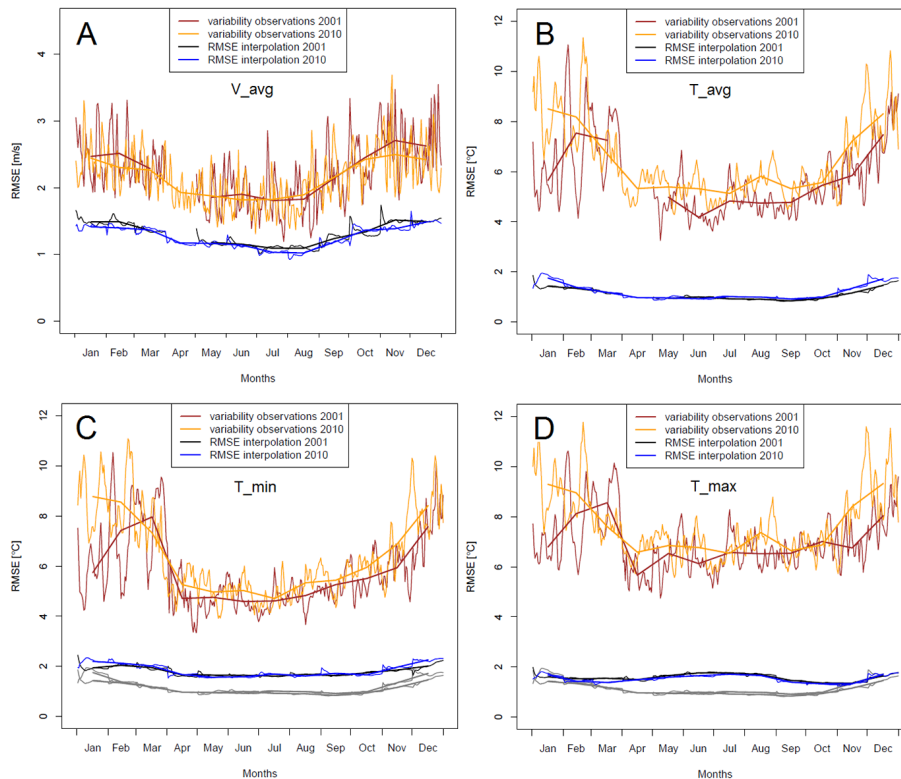 A
variability observations 2001
variability observations 2010
RMSE interpolation 2001
RMSE interpolation 2010
V_avg
RMSE [m/s]
4
3
2
1
0
Jan Feb Mar Apr May Jun Jul Aug Sep Oct Nov Dec
Months
B
variability observations 2001
variability observations 2010
RMSE interpolation 2001
RMSE interpolation 2010
T_avg
RMSE [°C]
12
10
8
6
4
2
0
Jan Feb Mar Apr May Jun Jul Aug Sep Oct Nov Dec
Months
C
variability observations 2001
variability observations 2010
RMSE interpolation 2001
RMSE interpolation 2010
T_min
RMSE [°C]
12
10
8
6
4
2
0
Jan Feb Mar Apr May Jun Jul Aug Sep Oct Nov Dec
Months
D
variability observations 2001
variability observations 2010
RMSE interpolation 2001
RMSE interpolation 2010
T_max
RMSE [°C]
12
10
8
6
4
2
0
Jan Feb Mar Apr May Jun Jul Aug Sep Oct Nov Dec
Months